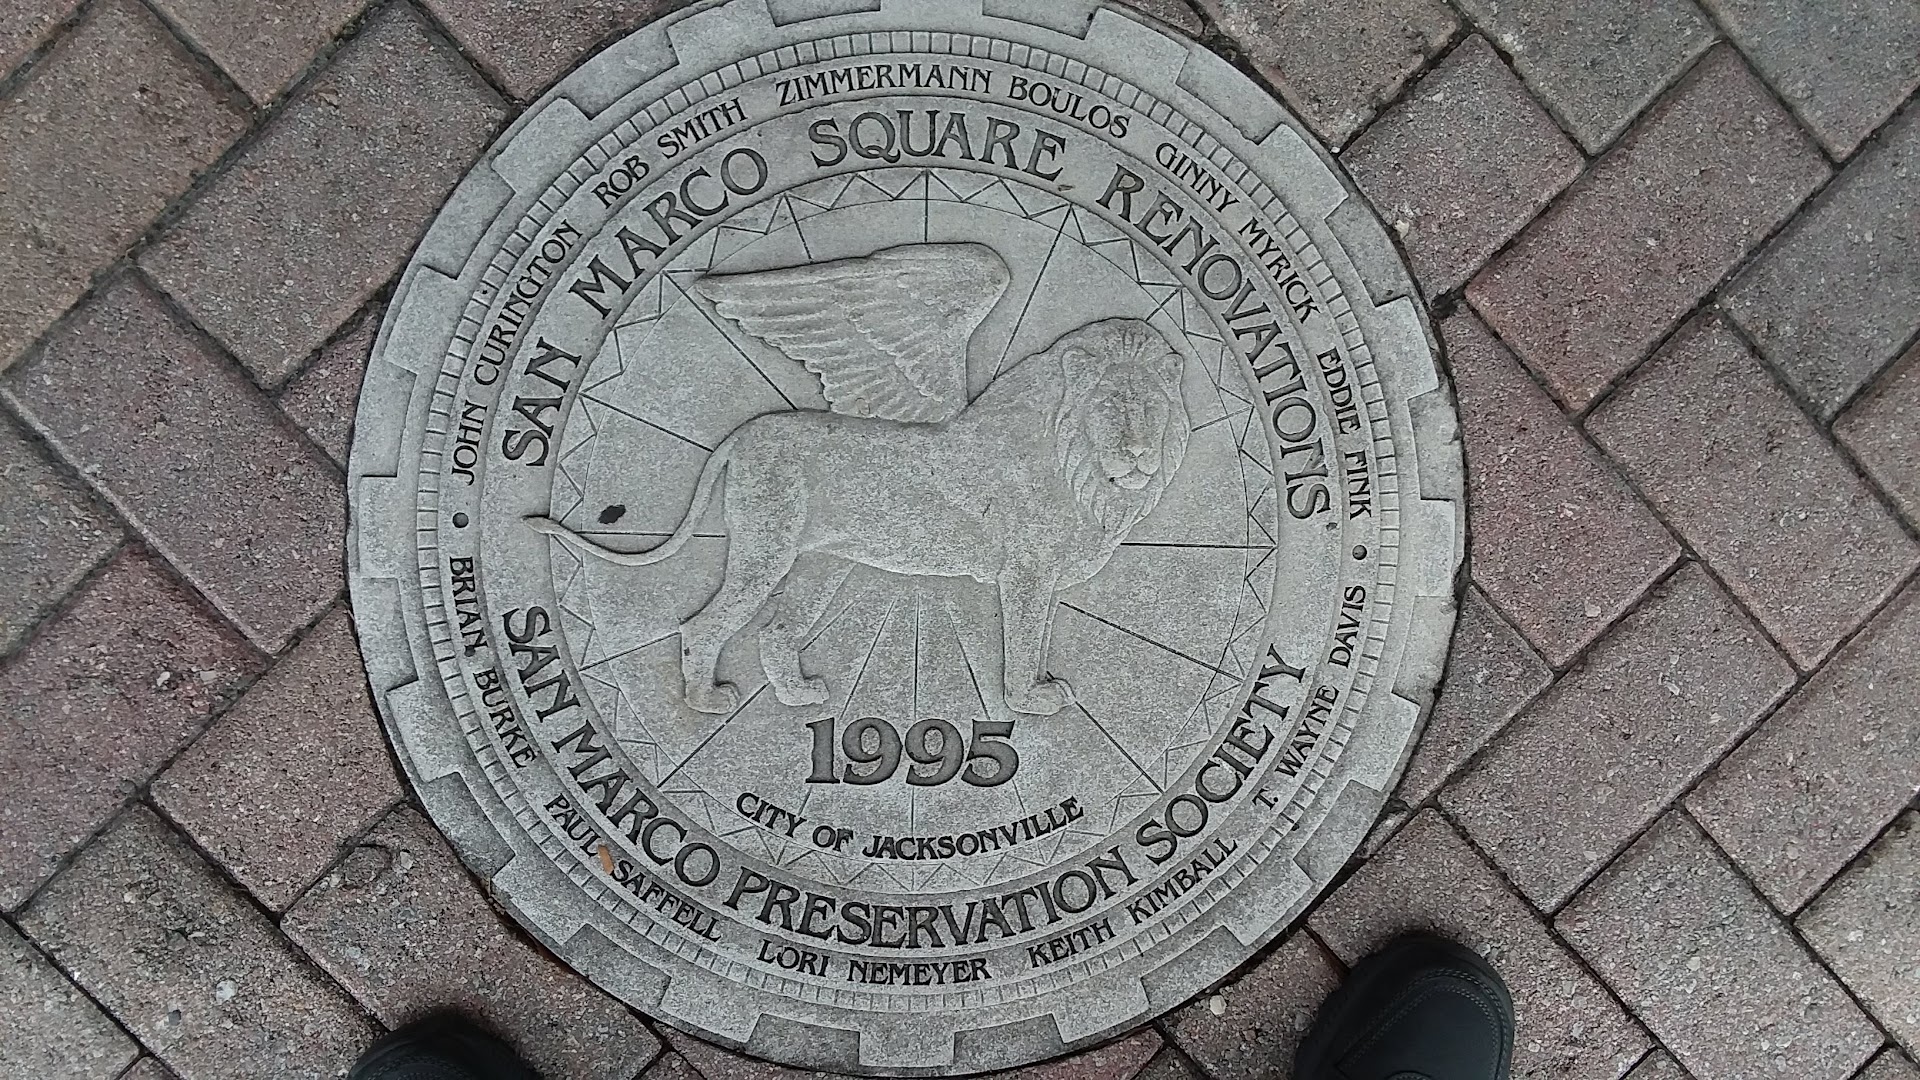 JOHN CURINGTON ROB SMITH ZIMMERMANN BOULOS GINNY MYRICK EDDIE FINK
SAN MARCO SQUARE RENOVATIONS
1995
CITY OF JACKSONVILLE
SAN MARCO PRESERVATION SOCIETY
BRIAN BURKE PAUL SAFFELL LORI NEMEYER KEITH KIMBALL T. WAYNE DAVIS